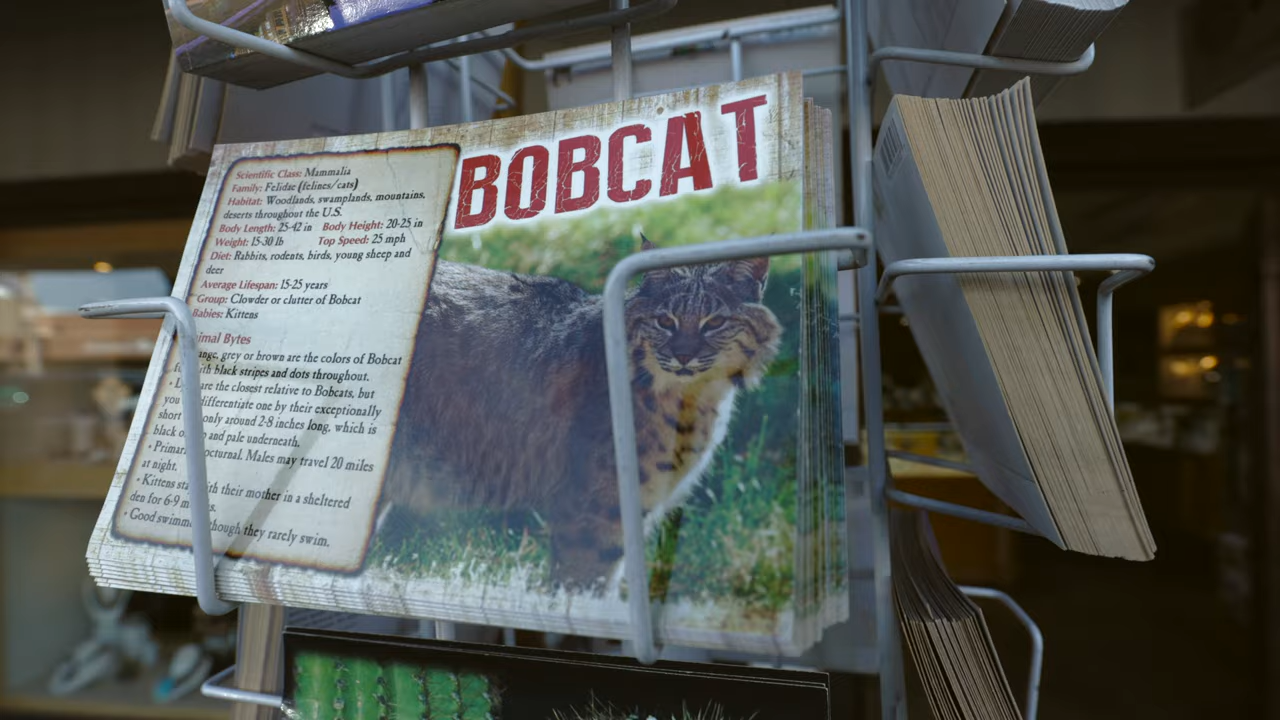 BOBCAT
Scientific Class: Mammalia
Family: Felidae (felines/cats)
Habitat: Woodlands, swamplands, mountains,
deserts throughout the U.S.
Body Length: 25-42 in Body Height: 20-25 in
Weight: 15-30 lb Top Speed: 25 mph
Diet: Rabbits, rodents, birds, young sheep and
deer
Average Lifespan: 15-25 years
Group: Clowder or clutter of Bobcat
Babies: Kittens
imal Bytes
ange, grey or brown are the colors of Bobcat
ith black stripes and dots throughout.
are the closest relative to Bobcats, but
you differentiate one by their exceptionally
short only around 2-8 inches long, which is
black and pale underneath.
• octurnal. Males may travel 20 miles
at night.
• Kittens with their mother in a sheltered
den for 6-9
• Good though they rarely swim.